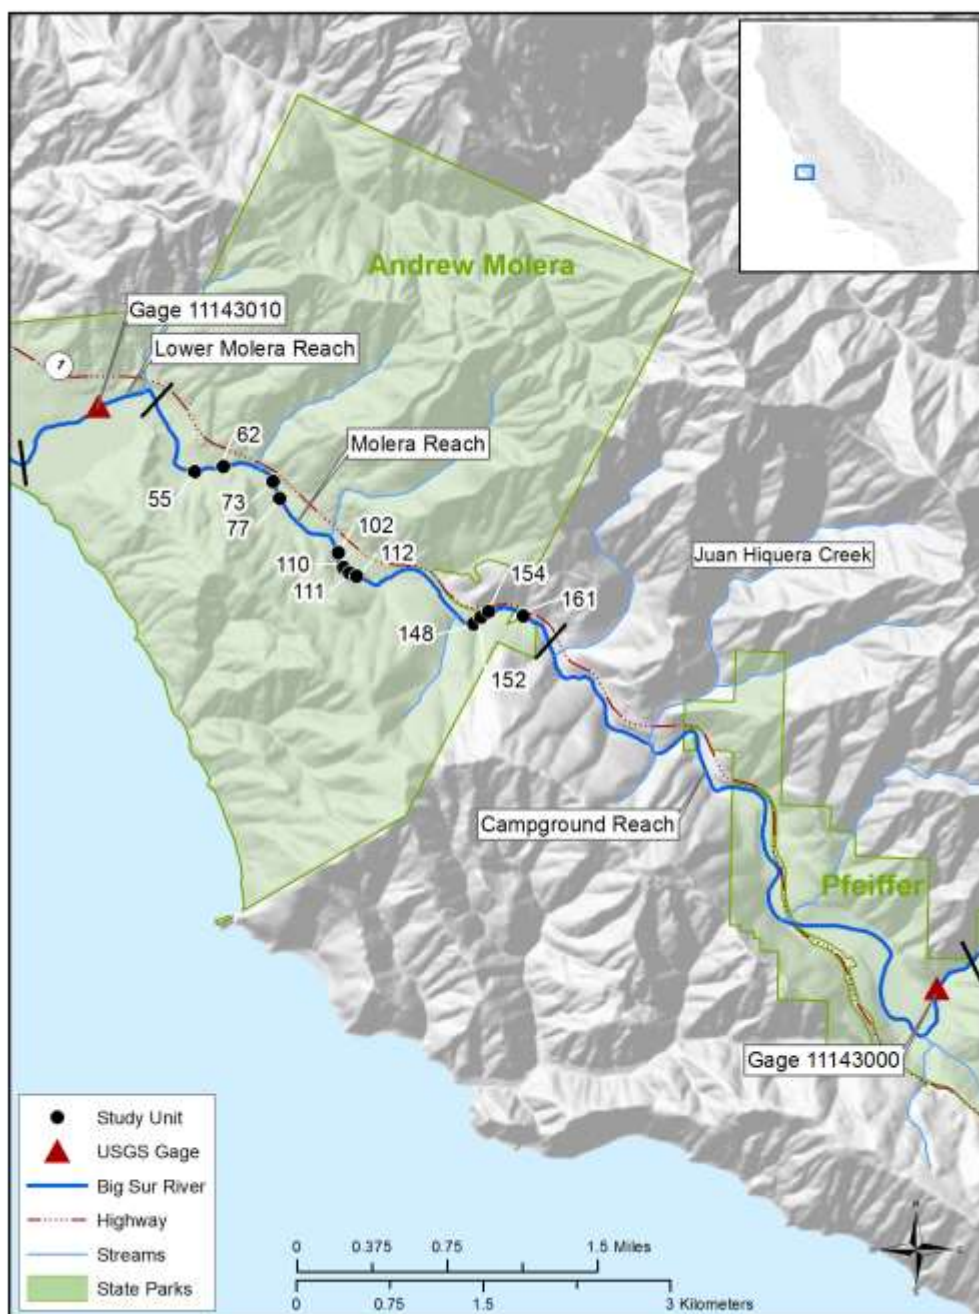 Andrew Molera
Gage 11143010
Lower Molera Reach
1
62
Molera Reach
55
73
77
102
110
112
111
Juan Hiquera Creek
154
161
148
152
Campground Reach
Pfeiffer
Gage 11143000
Study Unit
USGS Gage
Big Sur River
Highway
Streams
State Parks
0 0.375 0.75 1.5 Miles
0 0.75 1.5 3 Kilometers